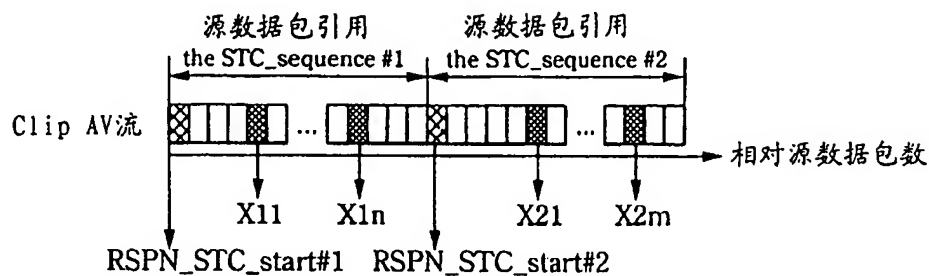 源数据包引用 源数据包引用
the STC_sequence #1 the STC_sequence #2
Clip AV流 ... ...
相对源数据包数
X11 X1n X21 X2m
RSPN_STC_start#1 RSPN_STC_start#2